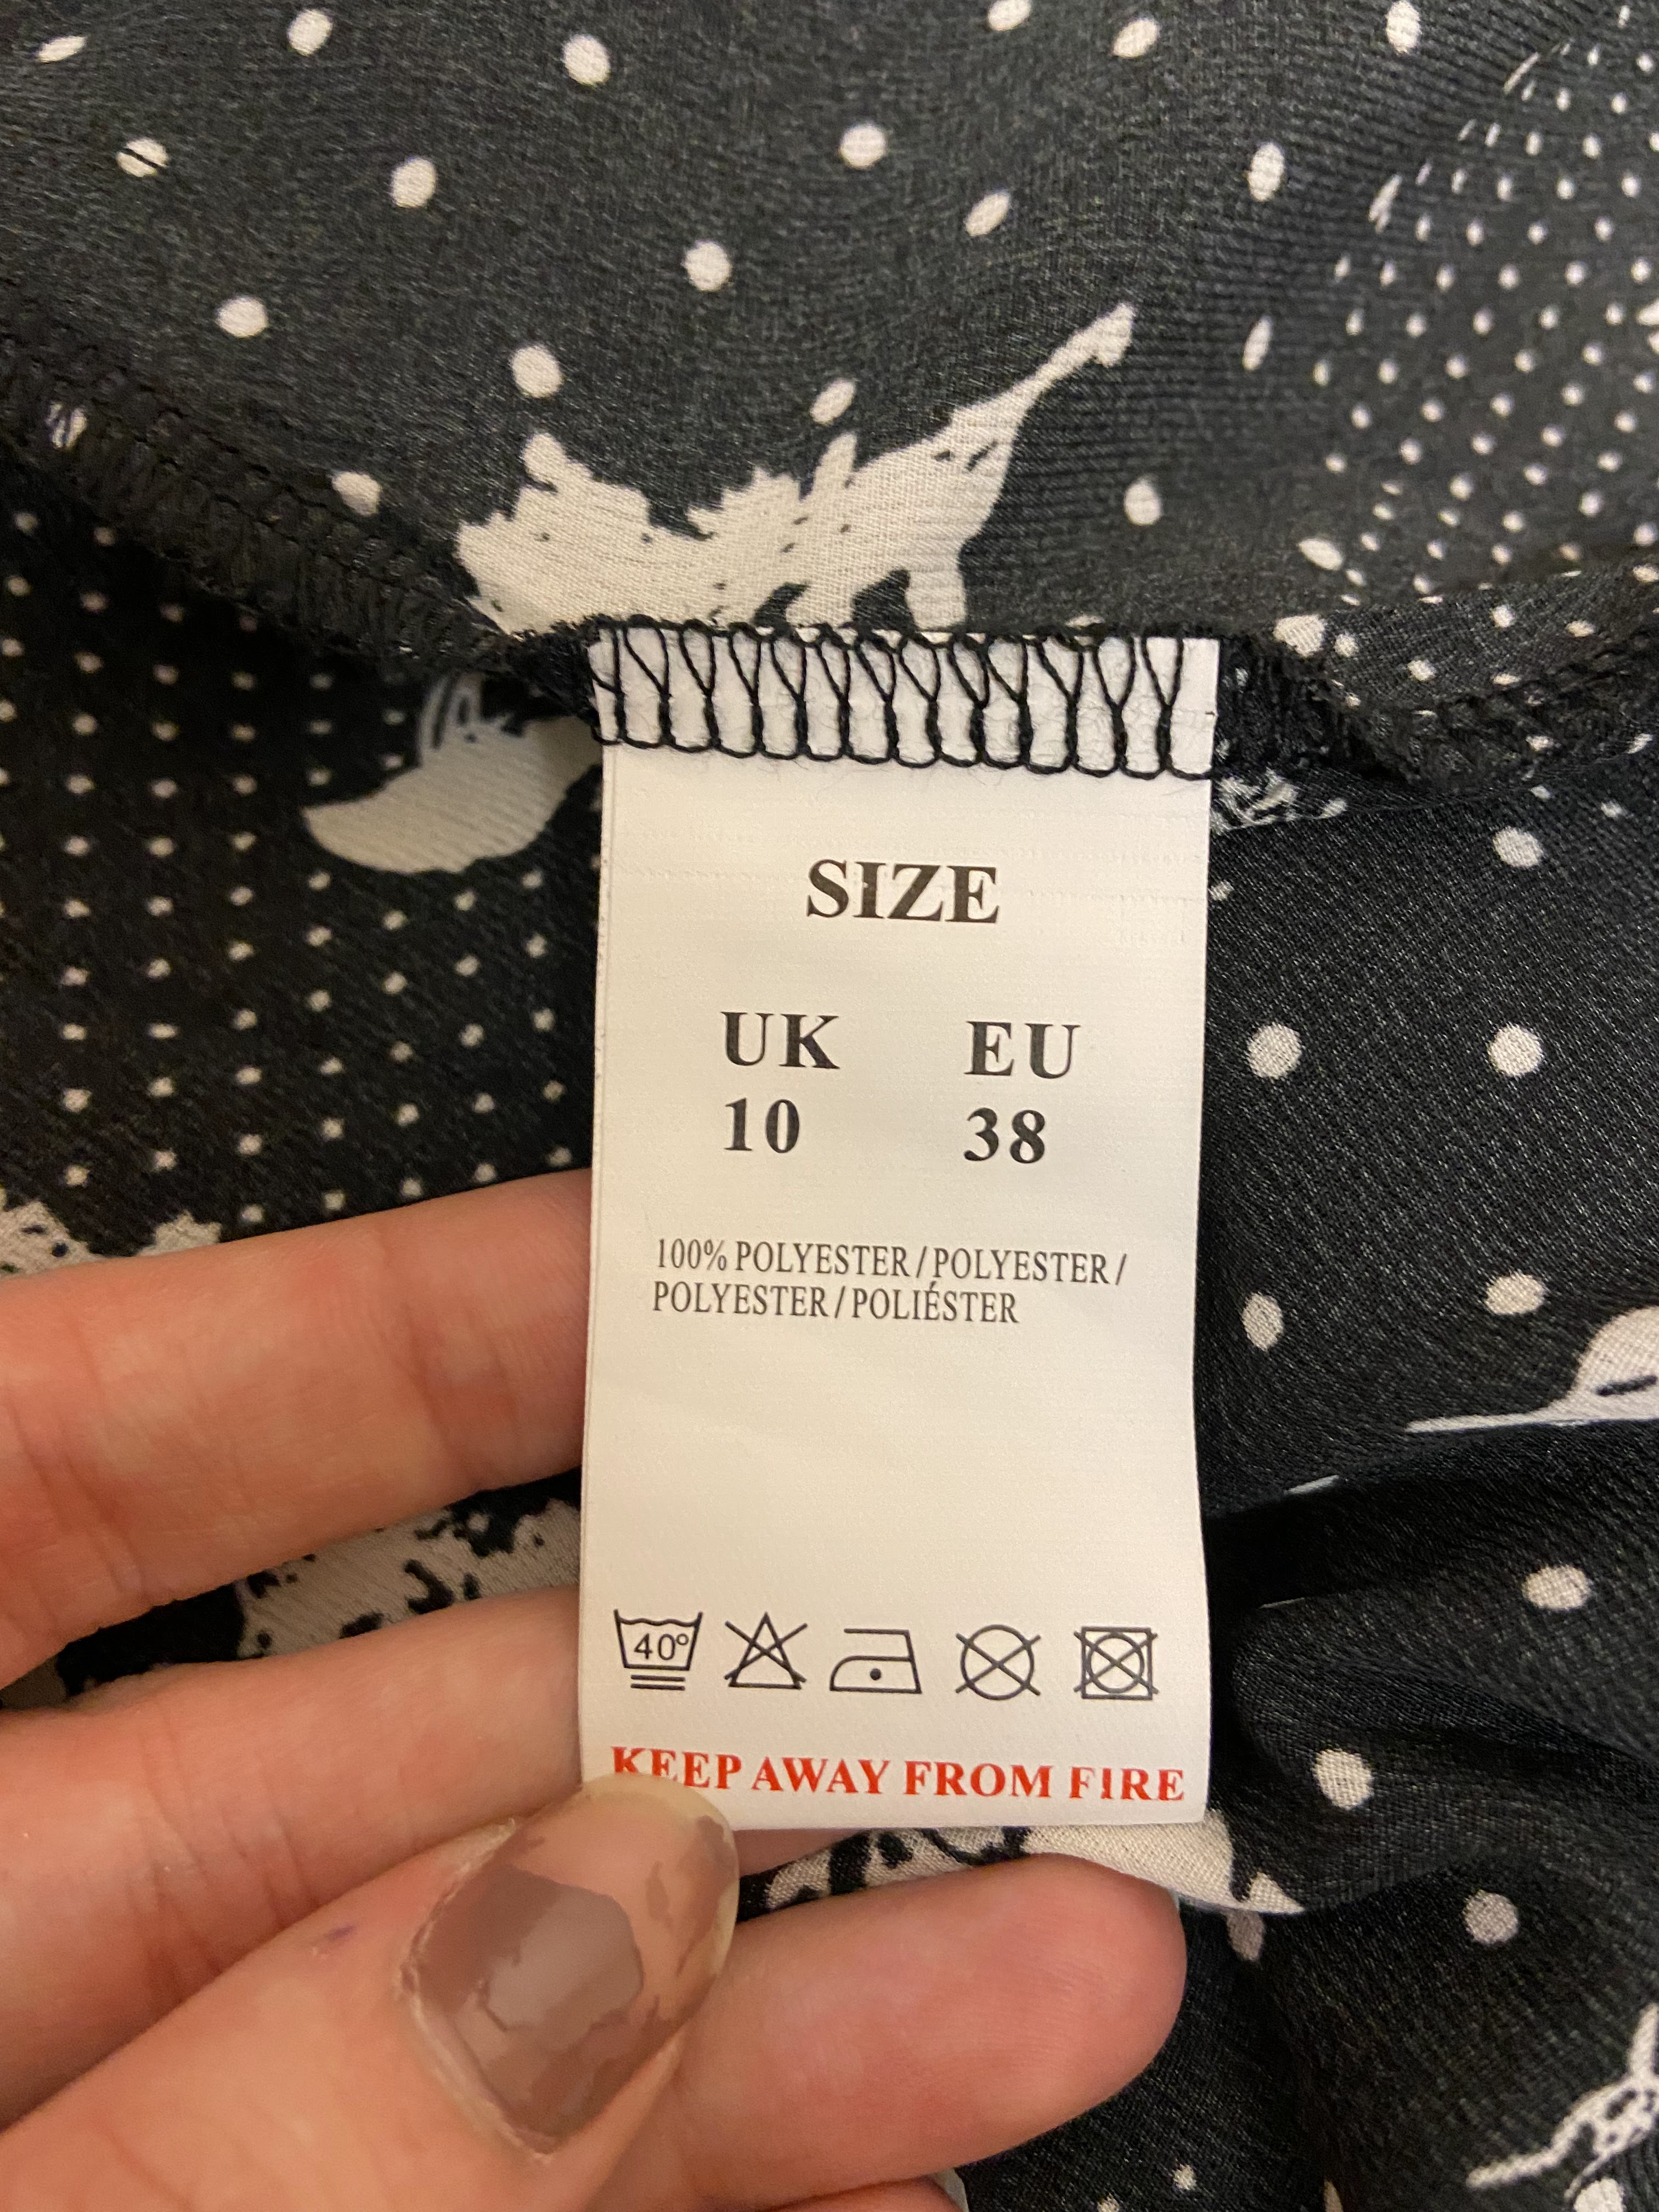 SIZE
UK EU
10 38
100% POLYESTER / POLYESTER /
POLYESTER / POLIÉSTER
40°
KEEP AWAY FROM FIRE